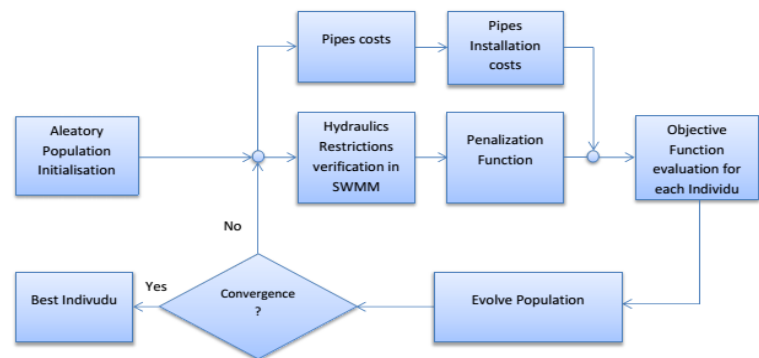 Pipes costs
Pipes
Installation
costs
Aleatory
Population
Initialisation
Hydraulics
Restrictions
verification in
SWMM
Penalization
Function
Objective
Function
evaluation for
each Individu
No
Best Indivudu
Yes
Convergence
?
Evolve Population